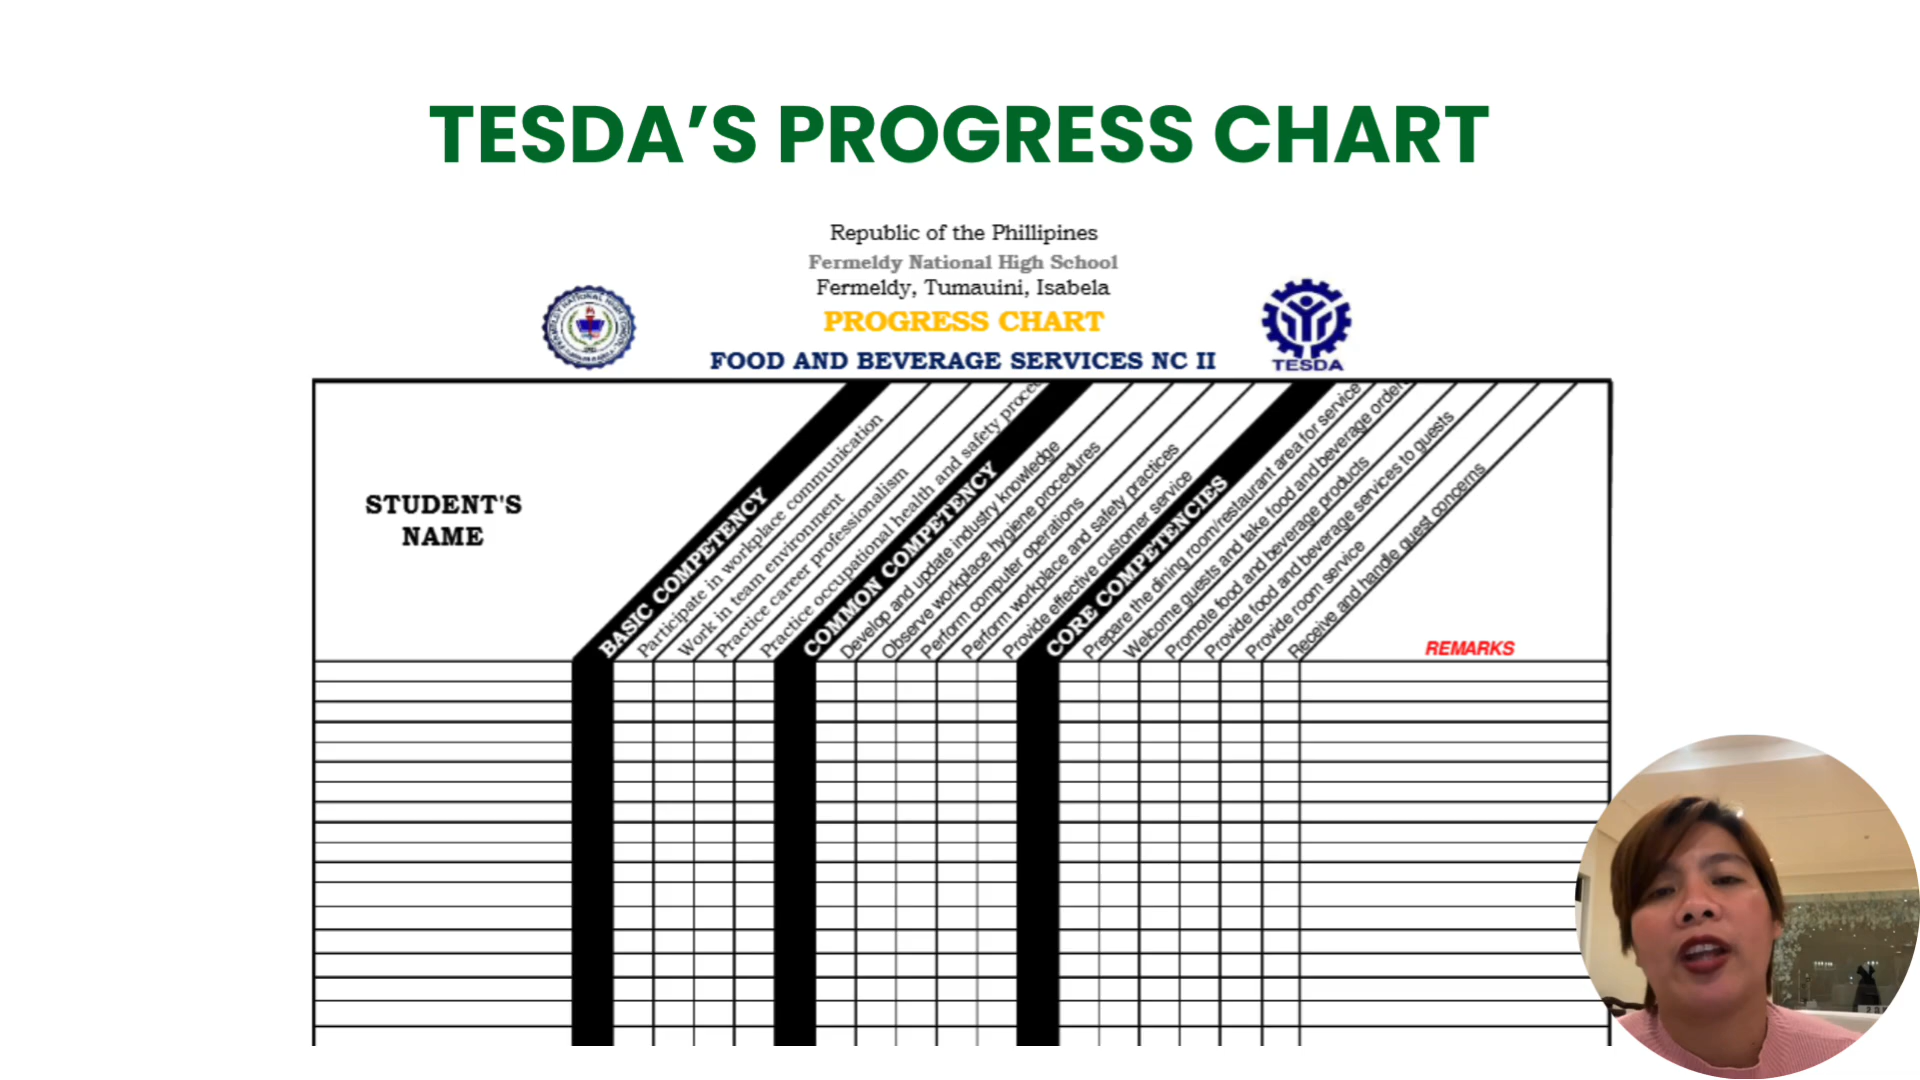 TESDA’S PROGRESS CHART
Republic of the Phillipines
Fermeldy National High School
Fermeldy, Tumauini, Isabela
PROGRESS CHART
FOOD AND BEVERAGE SERVICES NC II
TESDA
STUDENT'S
NAME
BASIC COMPETENCY
Participate in workplace communication
Work in team environment
Practice career professionalism
Practice occupational health and safety
COMMON COMPETENCY
Develop and update industry knowledge
Observe workplace hygiene procedures
Perform computer operations
Perform workplace and safety practices
Provide effective customer service
CORE COMPETENCIES
Prepare the dining room/restaurant area for service
Welcome guests and take food and beverage order
Promote food and beverage products
Provide food and beverage services to guests
Provide room service
Receive and handle guest concerns
REMARKS